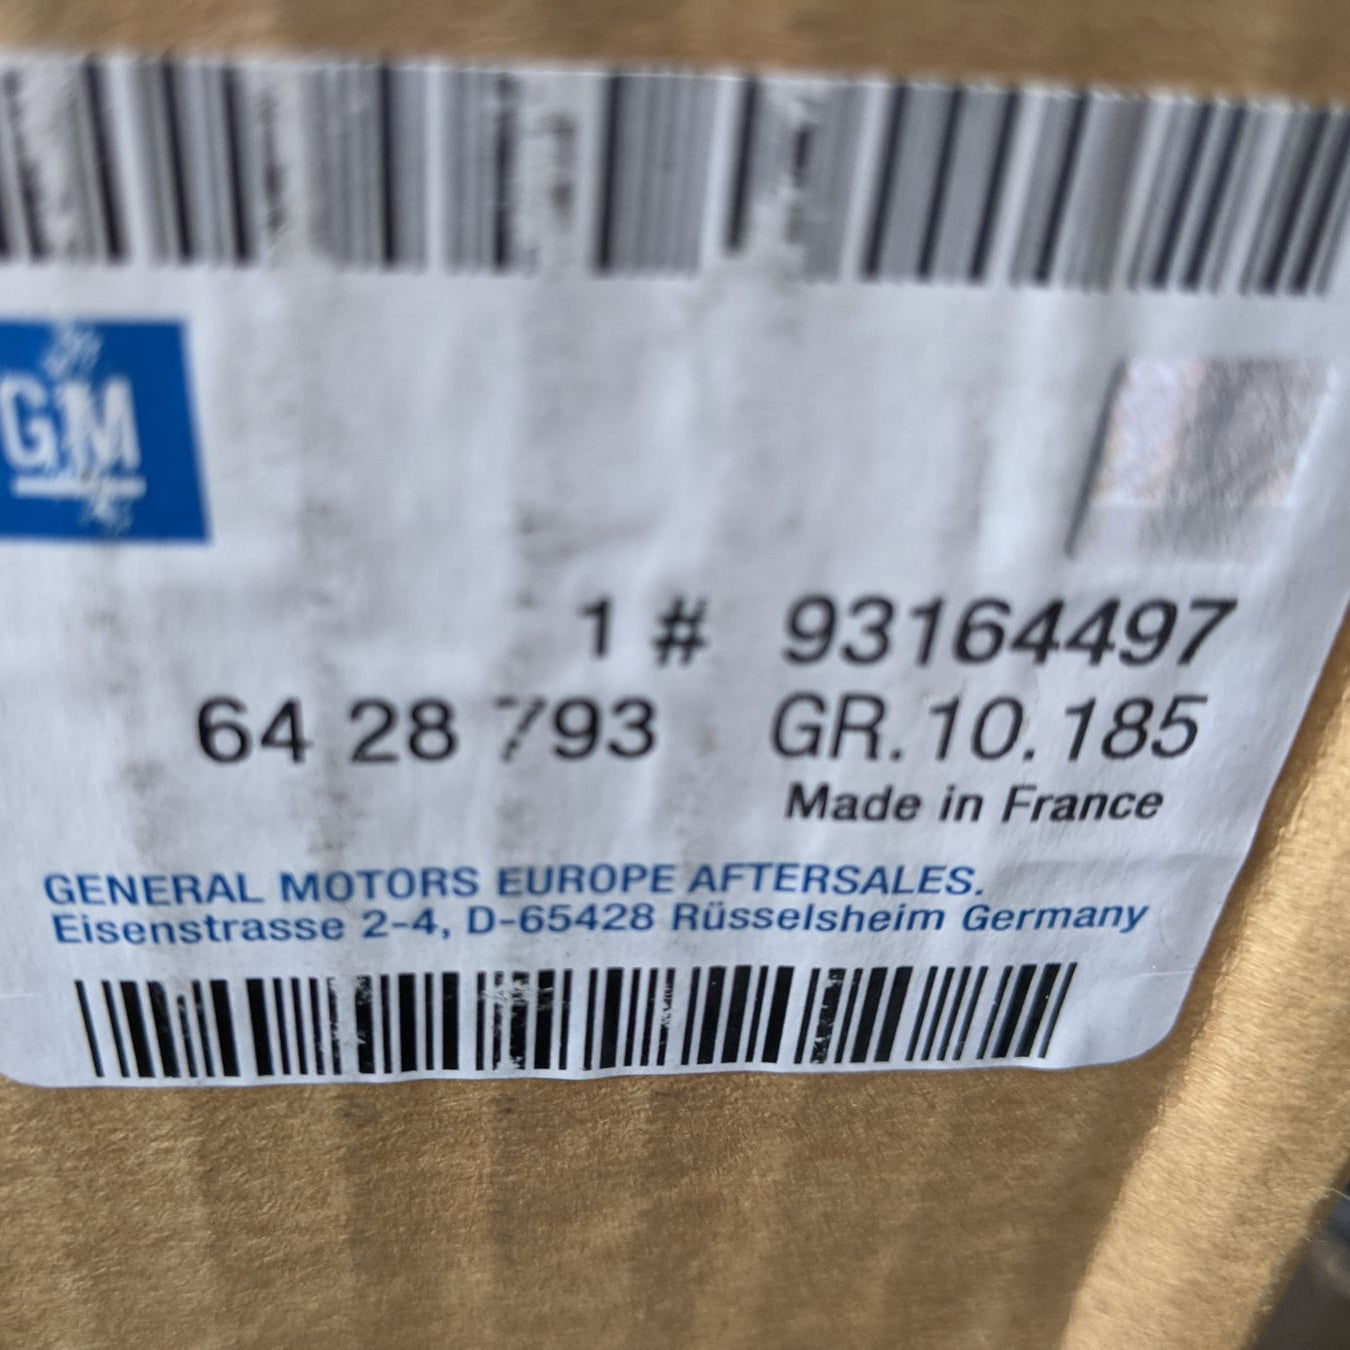 GM
1 # 93164497
64 28 793 GR. 10. 185
Made in France
GENERAL MOTORS EUROPE AFTERSALES.
Eisenstrasse 2-4, D-65428 Rüsselsheim Germany